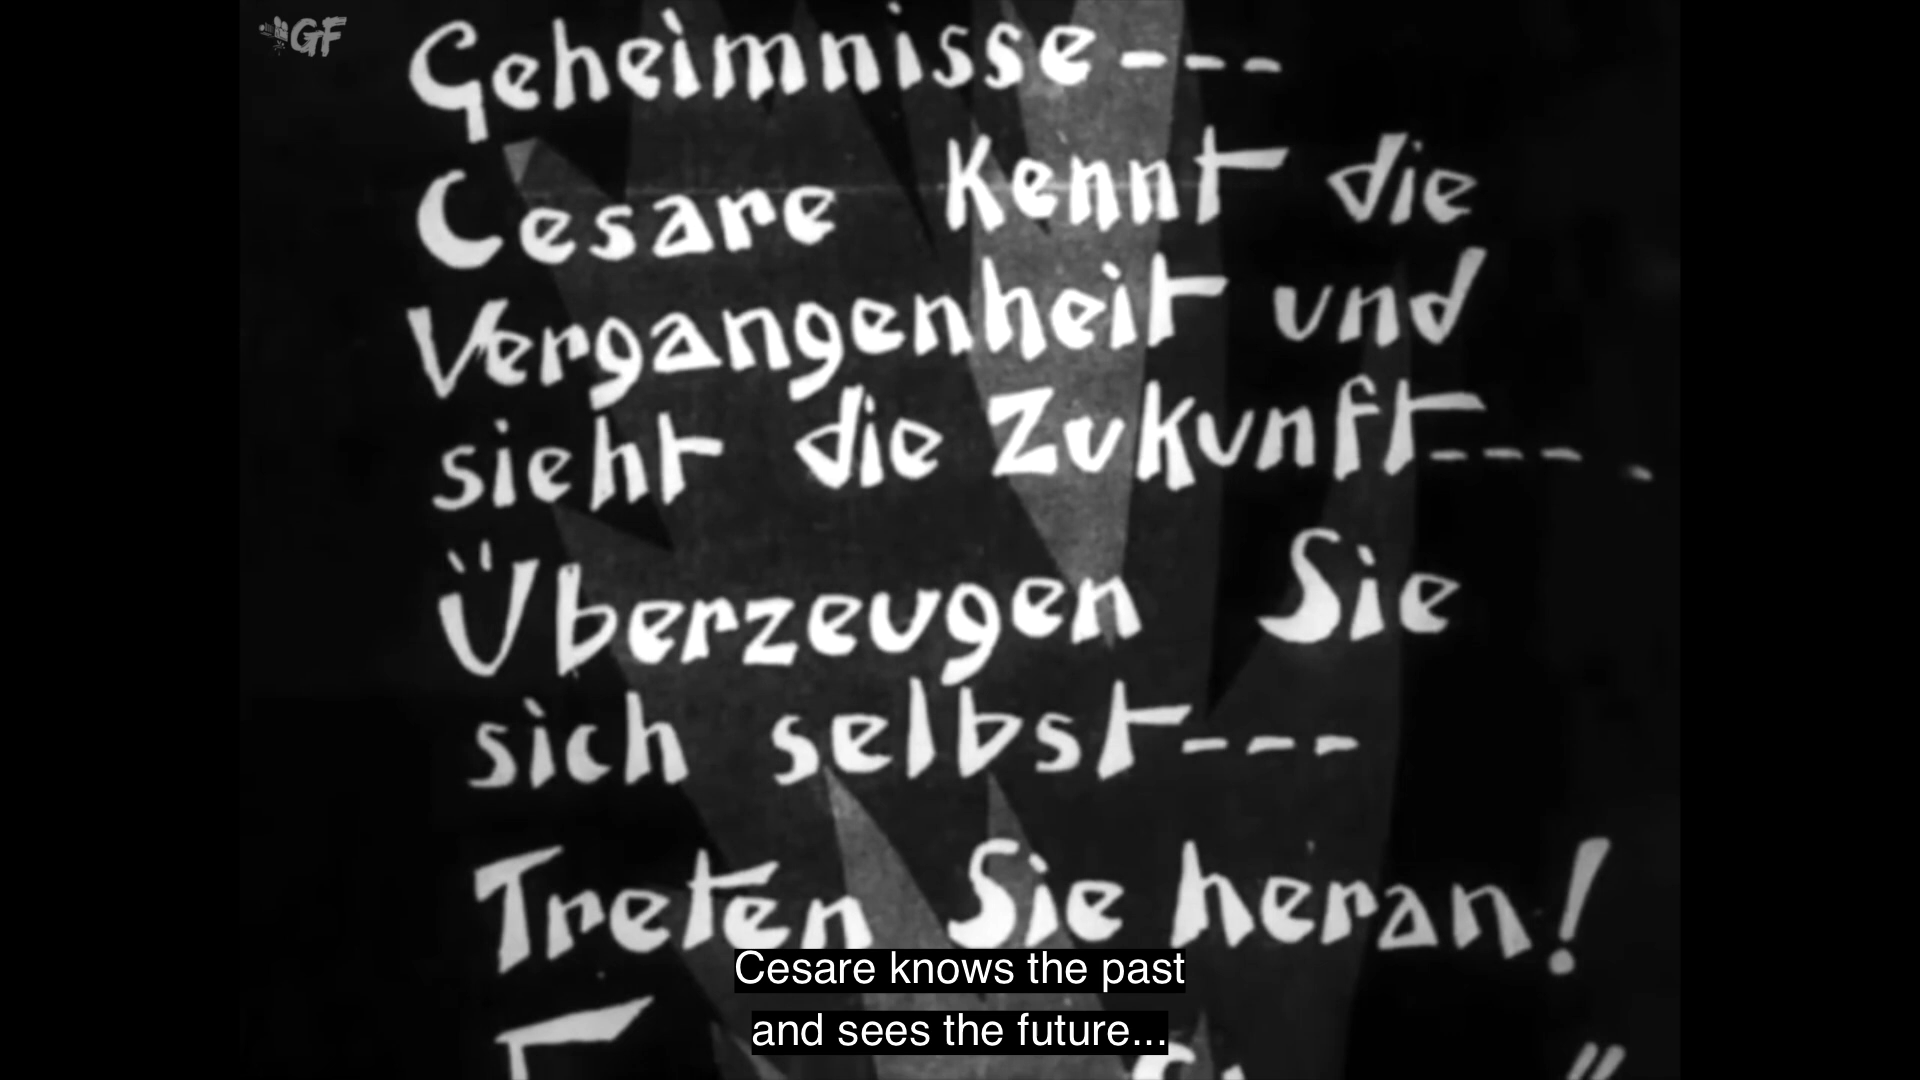 GF
Geheimnisse---
Cesare Kennt die
Vergangenheit und
sieht die Zukunft----
Überzeugen Sie
sich selbst---
Treten Sie heran!
Cesare knows the past
and sees the future...